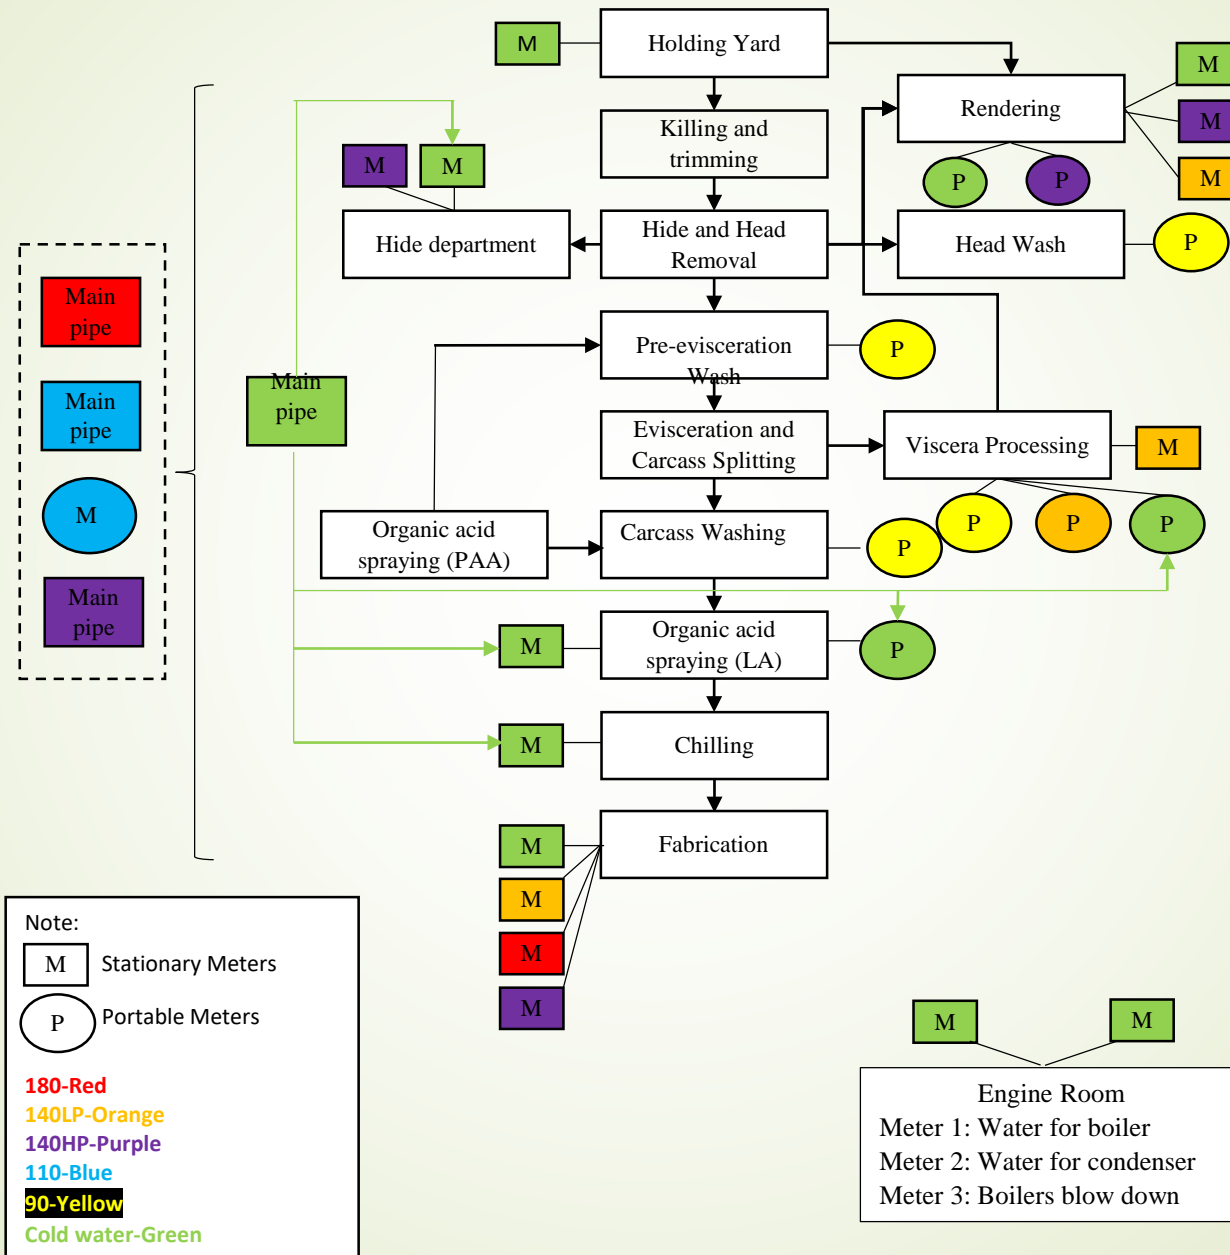 M
Holding Yard
M
Rendering
M
M
P
P
Killing and
trimming
M
M
Hide department
Hide and Head
Removal
Head Wash
P
Main
pipe
Main
pipe
M
Main
pipe
Main
pipe
Pre-evisceration
Wash
P
Evisceration and
Carcass Splitting
Viscera Processing
M
P
P
P
Organic acid
spraying (PAA)
Carcass Washing
P
M
Organic acid
spraying (LA)
P
M
Chilling
M
Fabrication
M
M
M
Note:
M
Stationary Meters
P
Portable Meters
180-Red
140LP-Orange
140HP-Purple
110-Blue
90-Yellow
Cold water-Green
M
M
Engine Room
Meter 1: Water for boiler
Meter 2: Water for condenser
Meter 3: Boilers blow down